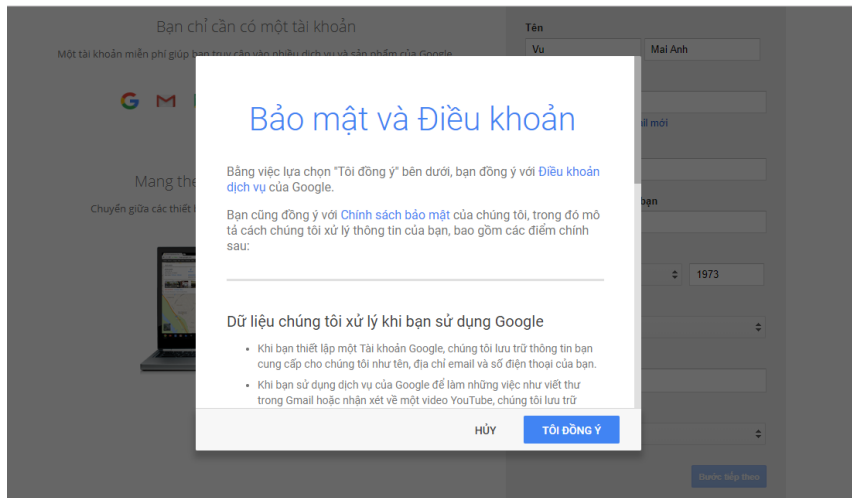 Bạn chỉ cần có một tài khoản
Một tài khoản miễn phí giúp bạn truy cập vào nhiều dịch vụ và sản phẩm của Google
Mang the
Chuyển giữa các thiết
Tên
Vu
Mai Anh
il mới
bạn
1973
Bước tiếp theo
Bảo mật và Điều khoản
Bằng việc lựa chọn "Tôi đồng ý" bên dưới, bạn đồng ý với Điều khoản
dịch vụ của Google.
Bạn cũng đồng ý với Chính sách bảo mật của chúng tôi, trong đó mô
tả cách chúng tôi xử lý thông tin của bạn, bao gồm các điểm chính
sau:
Dữ liệu chúng tôi xử lý khi bạn sử dụng Google
• Khi bạn thiết lập một Tài khoản Google, chúng tôi lưu trữ thông tin bạn
cung cấp cho chúng tôi như tên, địa chỉ email và số điện thoại của bạn.
• Khi bạn sử dụng dịch vụ của Google để làm những việc như viết thư
trong Gmail hoặc nhận xét về một video YouTube, chúng tôi lưu trữ
HỦY
TÔI ĐỒNG Ý